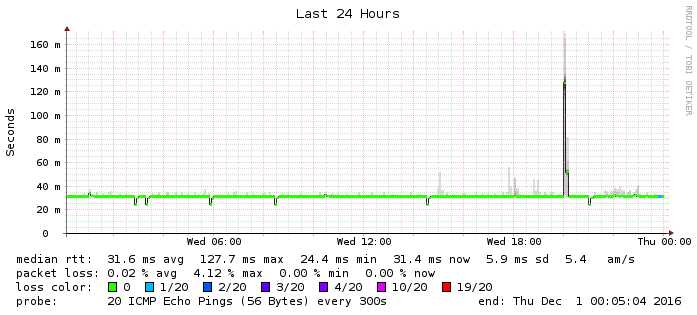 Last 24 Hours
RRDTOOL / TOBI OETIKER
Seconds
160 m
140 m
120 m
100 m
80 m
60 m
40 m
20 m
0
Wed 06:00 Wed 12:00 Wed 18:00 Thu 00:00
median rtt: 31.6 ms avg 127.7 ms max 24.4 ms min 31.4 ms now 5.9 ms sd 5.4 am/s
packet loss: 0.02 % avg 4.12 % max 0.00 % min 0.00 % now
loss color: 0 1/20 2/20 3/20 4/20 10/20 19/20
probe: 20 ICMP Echo Pings (56 Bytes) every 300s end: Thu Dec 1 00:05:04 2016